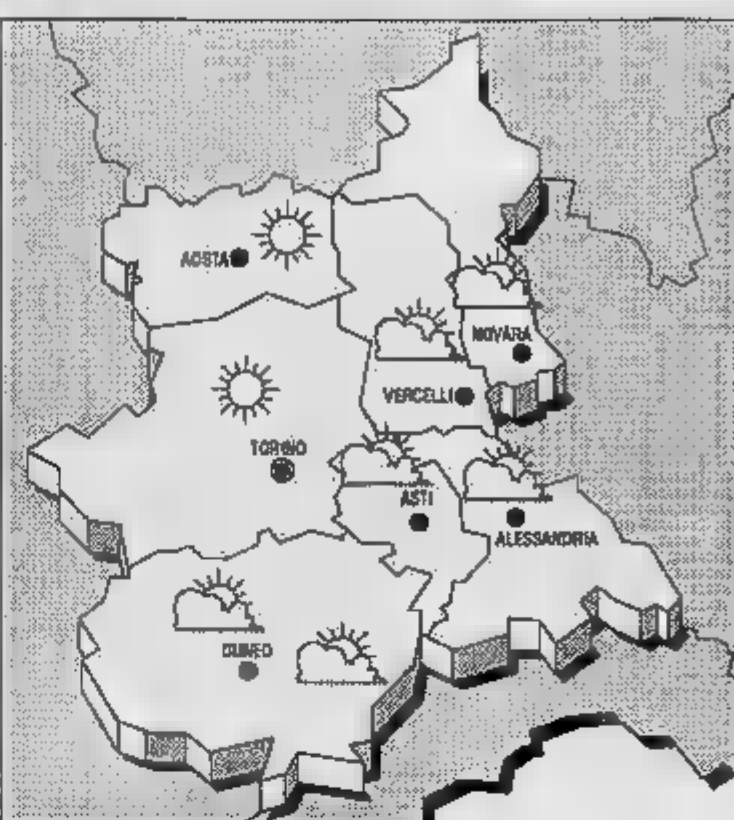 AOSTA
NOVARA
VERCELLI
TORINO
ASTI
ALESSANDRIA
CUNEO